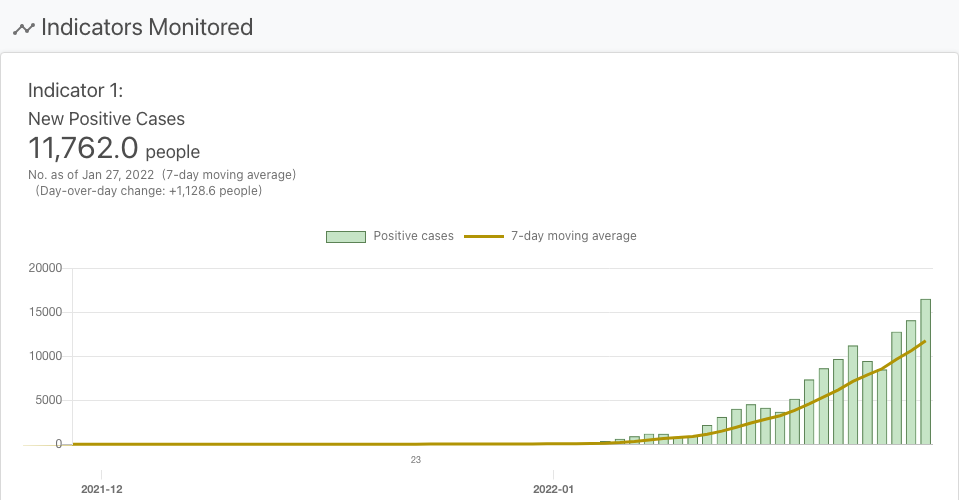 Indicators Monitored
Indicator 1:
New Positive Cases
11,762.0 people
No. as of Jan 27, 2022 (7-day moving average)
(Day-over-day change: +1,128.6 people)
Positive cases 7-day moving average
20000
15000
10000
5000
0
23
2021-12 2022-01